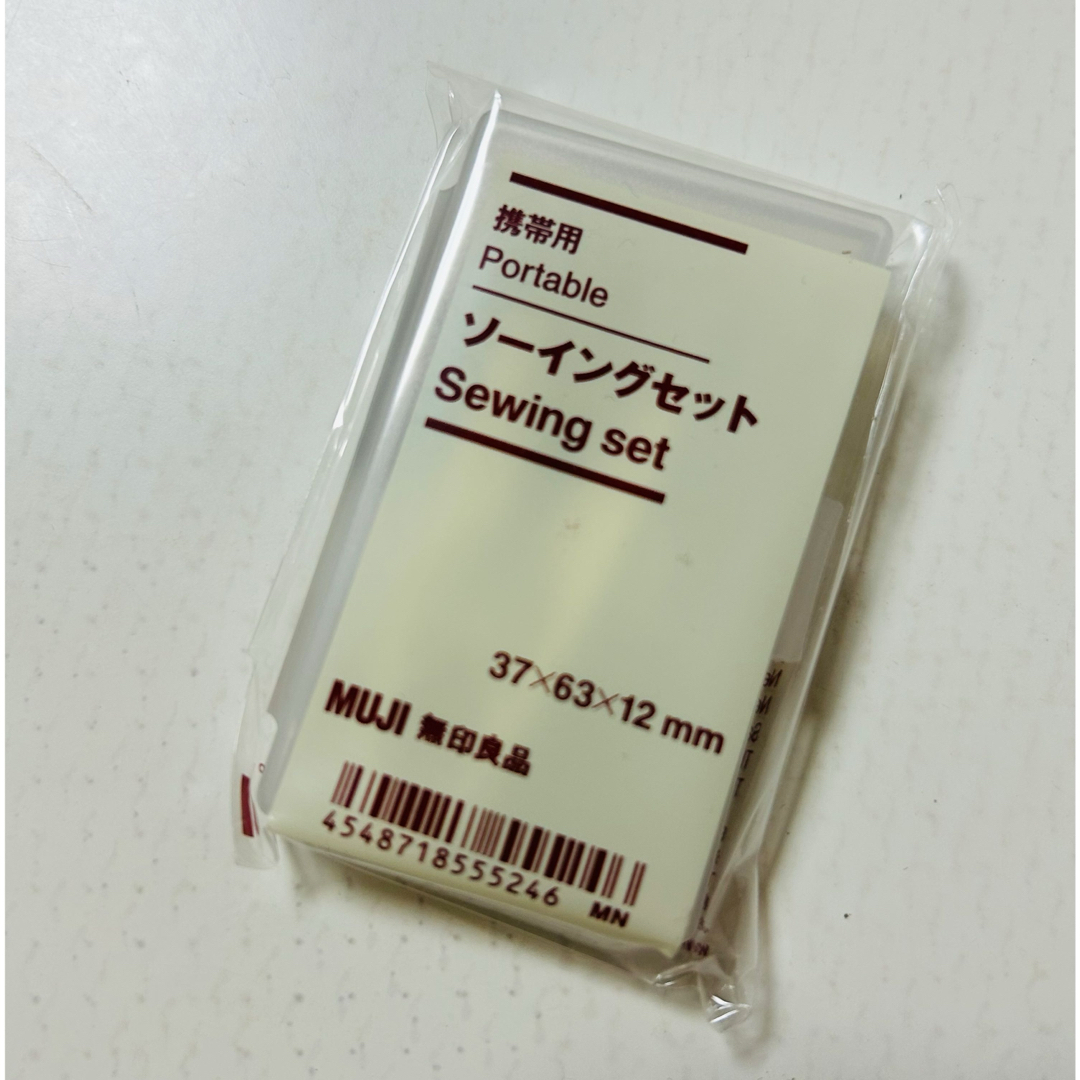 携帯用
Portable
ソーイングセット
Sewing set
37×63×12 mm
MUJI 無印良品
4548718555246 MN